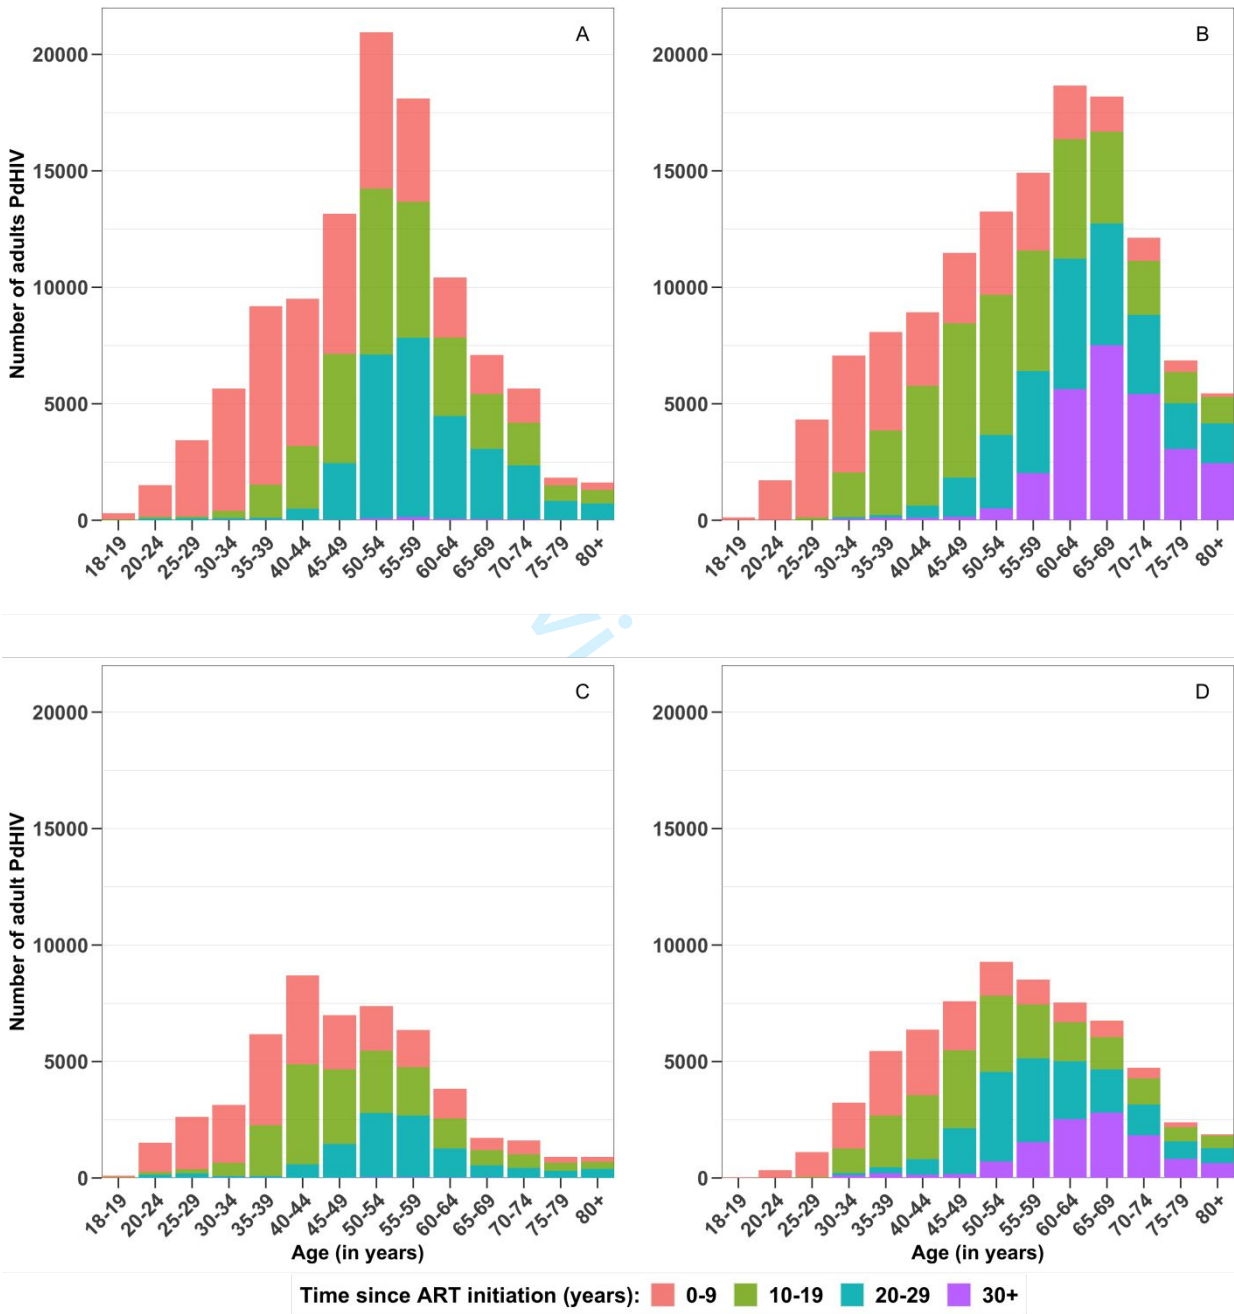 A
B
Number of adults PdHIV
20000
15000
10000
5000
0
20000
15000
10000
5000
0
18-19 20-24 25-29 30-34 35-39 40-44 45-49 50-54 55-59 60-64 65-69 70-74 75-79 80+
18-19 20-24 25-29 30-34 35-39 40-44 45-49 50-54 55-59 60-64 65-69 70-74 75-79 80+
C
D
Number of adult PdHIV
20000
15000
10000
5000
0
20000
15000
10000
5000
0
18-19 20-24 25-29 30-34 35-39 40-44 45-49 50-54 55-59 60-64 65-69 70-74 75-79 80+
18-19 20-24 25-29 30-34 35-39 40-44 45-49 50-54 55-59 60-64 65-69 70-74 75-79 80+
Age (in years)
Age (in years)
Time since ART initiation (years): 0-9 10-19 20-29 30+